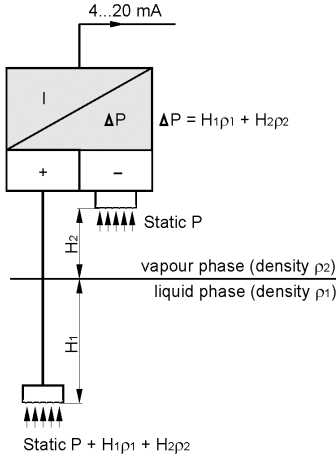 4...20 mA
I
ΔP
ΔP = H₁ρ₁ + H₂ρ₂
+
–
Static P
H₂
vapour phase (density ρ₂)
liquid phase (density ρ₁)
H₁
Static P + H₁ρ₁ + H₂ρ₂